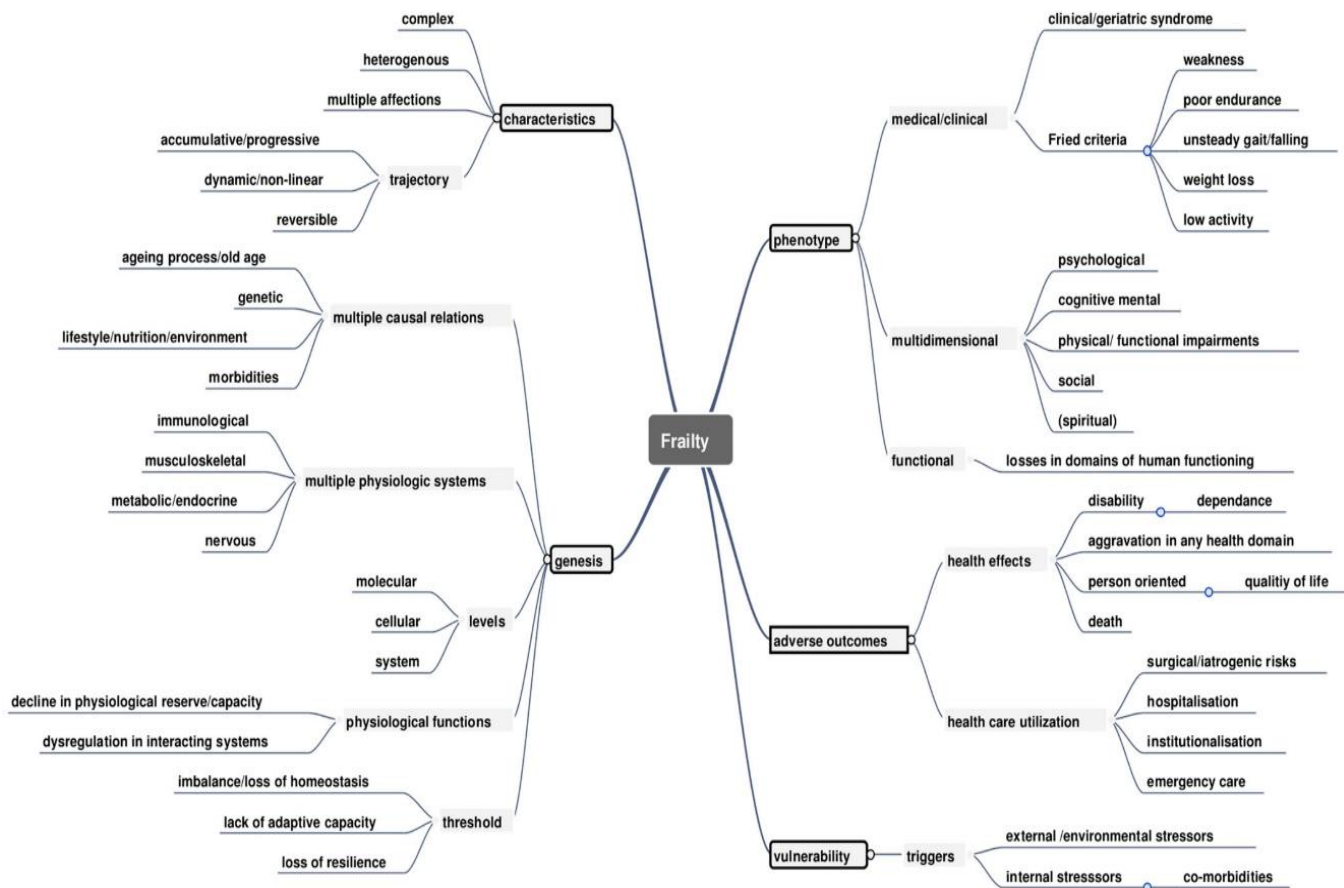 Frailty
characteristics
complex
heterogenous
multiple affections
trajectory
accumulative/progressive
dynamic/non-linear
reversible
genesis
multiple causal relations
ageing process/old age
genetic
lifestyle/nutrition/environment
morbidities
multiple physiologic systems
immunological
musculoskeletal
metabolic/endocrine
nervous
levels
molecular
cellular
system
physiological functions
decline in physiological reserve/capacity
dysregulation in interacting systems
threshold
imbalance/loss of homeostasis
lack of adaptive capacity
loss of resilience
phenotype
medical/clinical
clinical/geriatric syndrome
Fried criteria
weakness
poor endurance
unsteady gait/falling
weight loss
low activity
multidimensional
psychological
cognitive mental
physical/ functional impairments
social
(spiritual)
functional
losses in domains of human functioning
adverse outcomes
health effects
disability
dependance
aggravation in any health domain
person oriented
qualitiy of life
death
health care utilization
surgical/iatrogenic risks
hospitalisation
institutionalisation
emergency care
vulnerability
triggers
external /environmental stressors
internal stresssors
co-morbidities